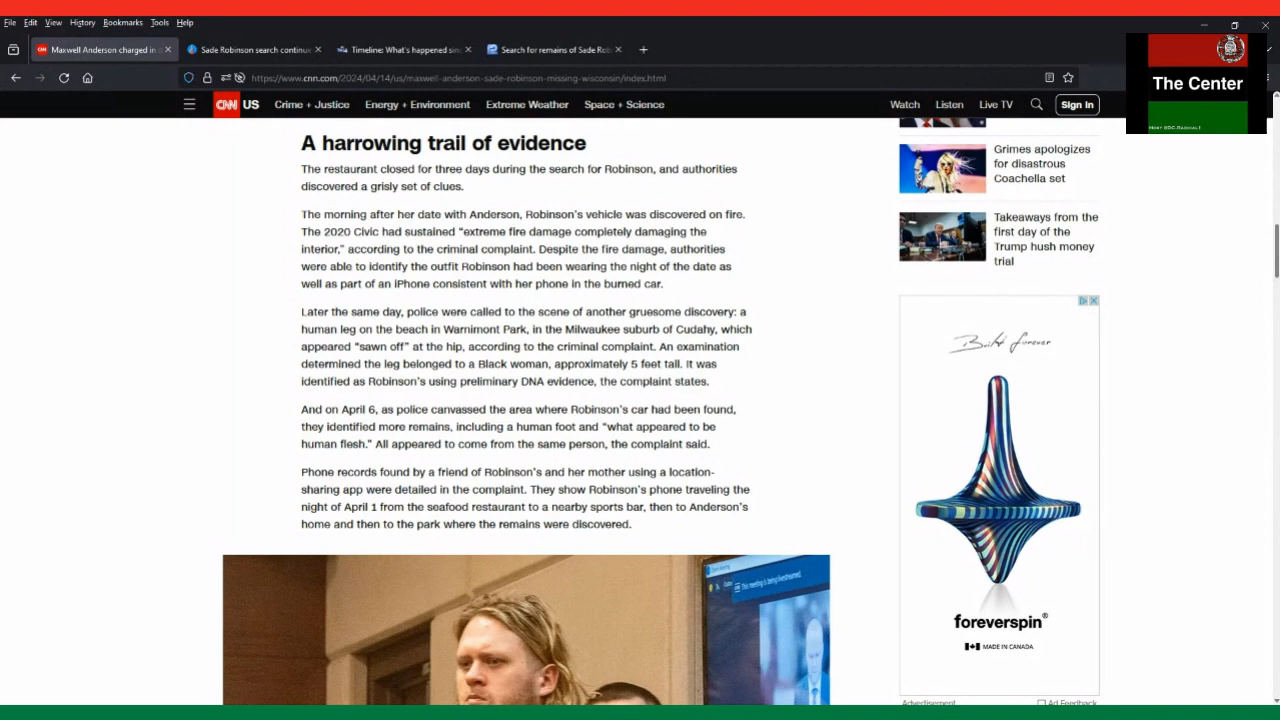 File Edit View History Bookmarks Tools Help
Maxwell Anderson charged in d
Sade Robinson search continue
Timeline: What's happened sinc
Search for remains of Sade Rob
https://www.cnn.com/2024/04/14/us/maxwell-anderson-sade-robinson-missing-wisconsin/index.html
CNN US Crime + Justice Energy + Environment Extreme Weather Space + Science Watch Listen Live TV Sign in
The Center
A harrowing trail of evidence
The restaurant closed for three days during the search for Robinson, and authorities
discovered a grisly set of clues.
The morning after her date with Anderson, Robinson's vehicle was discovered on fire.
The 2020 Civic had sustained “extreme fire damage completely damaging the
interior,” according to the criminal complaint. Despite the fire damage, authorities
were able to identify the outfit Robinson had been wearing the night of the date as
well as part of an iPhone consistent with her phone in the burned car.
Later the same day, police were called to the scene of another gruesome discovery: a
human leg on the beach in Warnimont Park, in the Milwaukee suburb of Cudahy, which
appeared “sawn off” at the hip, according to the criminal complaint. An examination
determined the leg belonged to a Black woman, approximately 5 feet tall. It was
identified as Robinson's using preliminary DNA evidence, the complaint states.
And on April 6, as police canvassed the area where Robinson's car had been found,
they identified more remains, including a human foot and “what appeared to be
human flesh.” All appeared to come from the same person, the complaint said.
Phone records found by a friend of Robinson's and her mother using a location-
sharing app were detailed in the complaint. They show Robinson's phone traveling the
night of April 1 from the seafood restaurant to a nearby sports bar, then to Anderson's
home and then to the park where the remains were discovered.
This meeting is being livestreamed.
Grimes apologizes
for disastrous
Coachella set
Takeaways from the
first day of the
Trump hush money
trial
Built forever
foreverspin®
MADE IN CANADA
Advertisement Ad Feedback